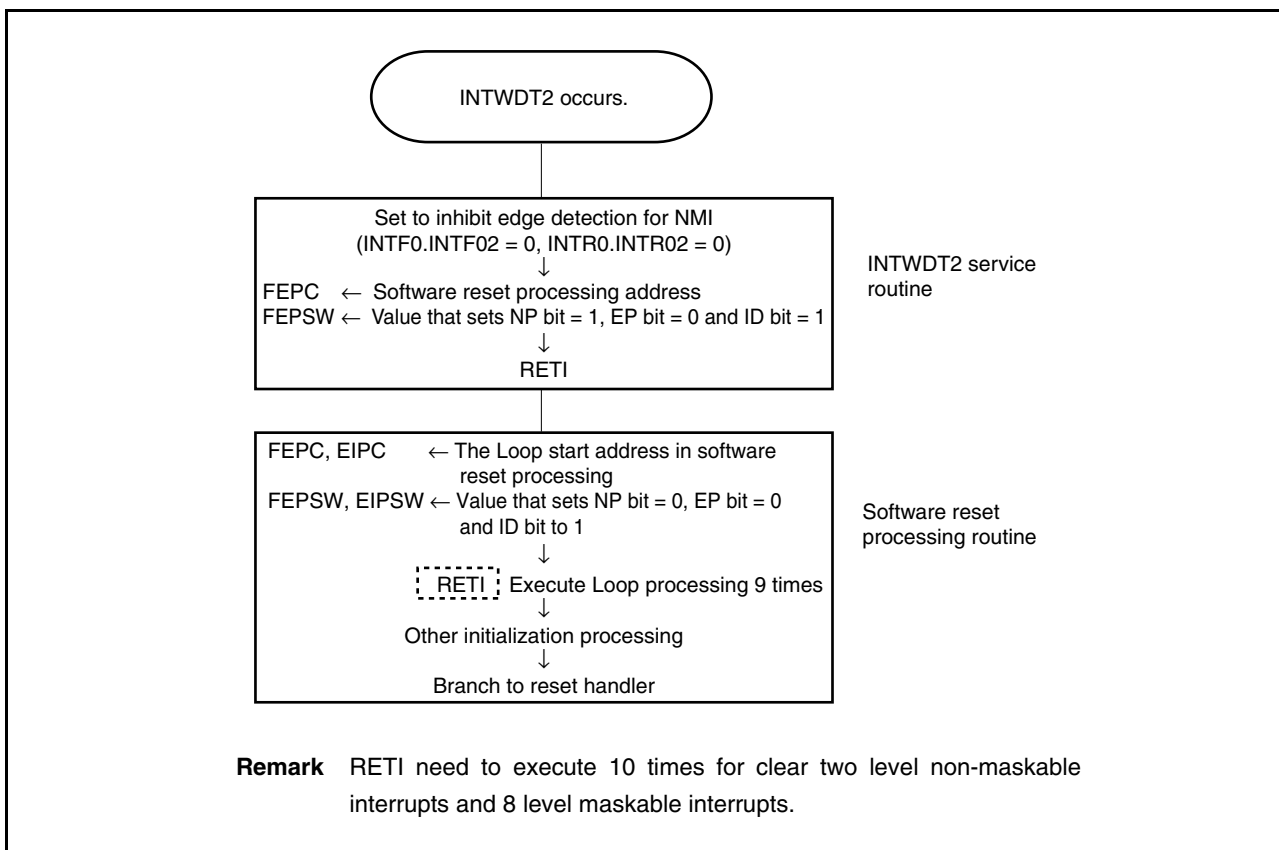 INTWDT2 occurs.
Set to inhibit edge detection for NMI
(INTF0.INTF02 = 0, INTR0.INTR02 = 0)
↓
FEPC ← Software reset processing address
FEPSW ← Value that sets NP bit = 1, EP bit = 0 and ID bit = 1
↓
RETI
INTWDT2 service
routine
FEPC, EIPC ← The Loop start address in software
reset processing
FEPSW, EIPSW ← Value that sets NP bit = 0, EP bit = 0
and ID bit to 1
↓
RETI Execute Loop processing 9 times
↓
Other initialization processing
↓
Branch to reset handler
Software reset
processing routine
Remark RETI need to execute 10 times for clear two level non-maskable
interrupts and 8 level maskable interrupts.